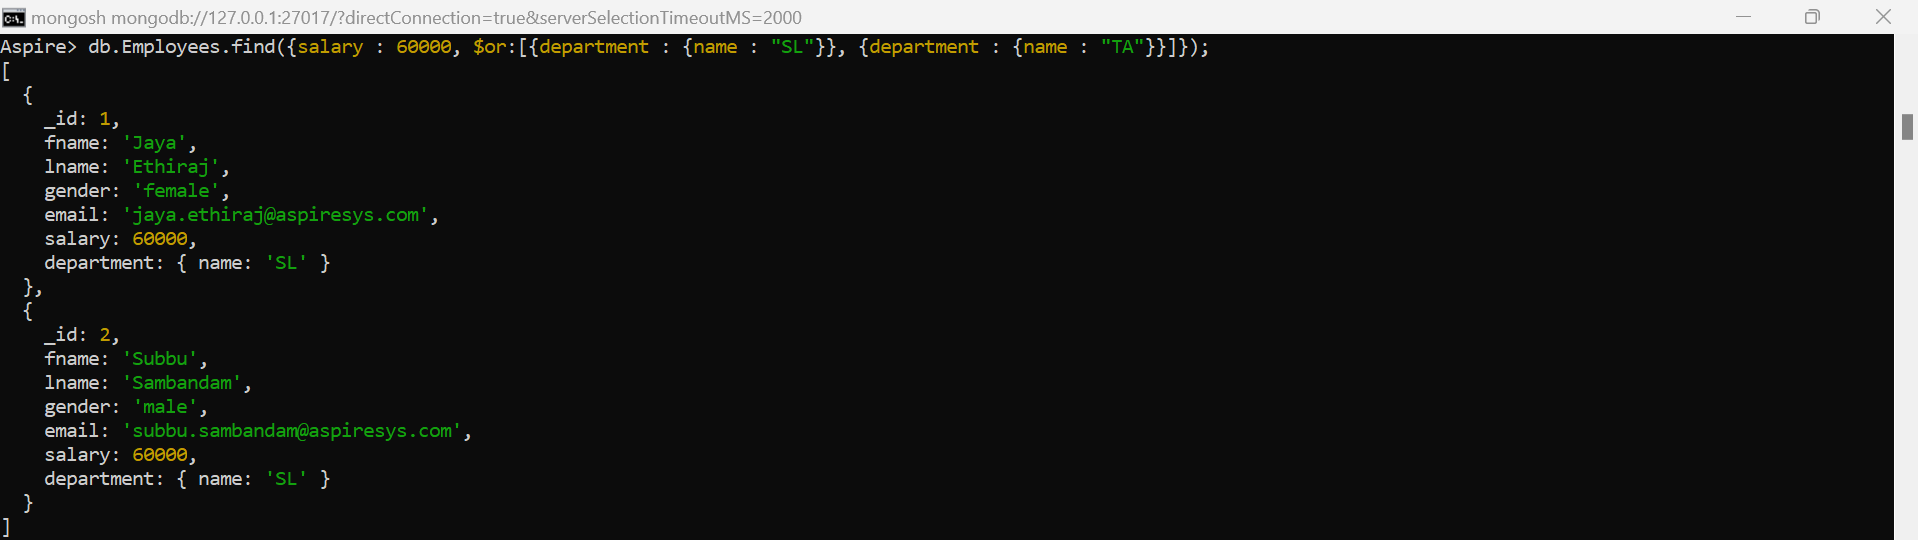 mongosh mongodb://127.0.0.1:27017/?directConnection=true&serverSelectionTimeoutMS=2000
Aspire> db.Employees.find({salary : 60000, $or:[{department : {name : "SL"}}, {department : {name : "TA"}}]});
[
  {
    _id: 1,
    fname: 'Jaya',
    lname: 'Ethiraj',
    gender: 'female',
    email: 'jaya.ethiraj@aspiresys.com',
    salary: 60000,
    department: { name: 'SL' }
  },
  {
    _id: 2,
    fname: 'Subbu',
    lname: 'Sambandam',
    gender: 'male',
    email: 'subbu.sambandam@aspiresys.com',
    salary: 60000,
    department: { name: 'SL' }
  }
]